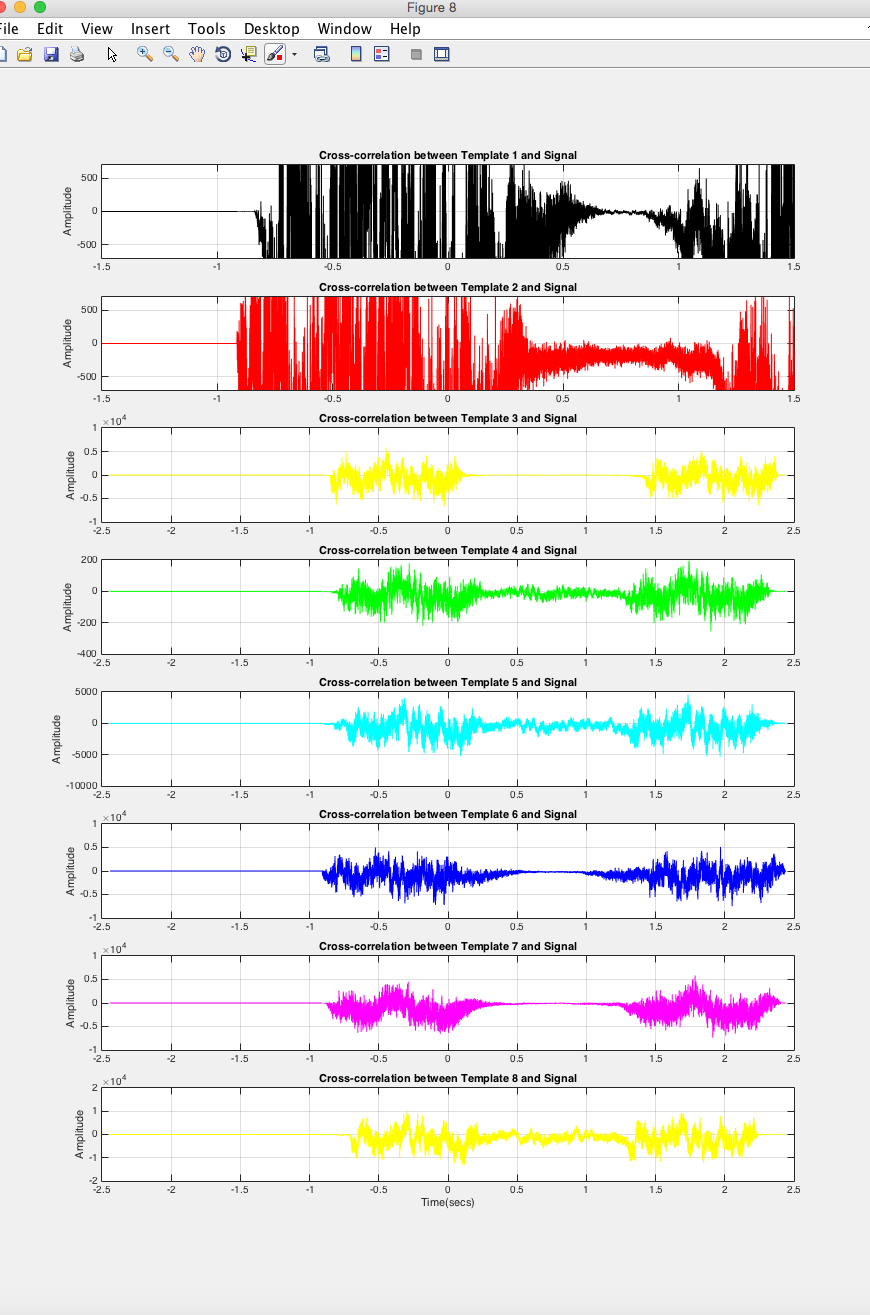 Figure 8
File Edit View Insert Tools Desktop Window Help
Cross-correlation between Template 1 and Signal
Amplitude
500
0
-500
-1.5 -1 -0.5 0 0.5 1 1.5
Cross-correlation between Template 2 and Signal
Amplitude
500
0
-500
-1.5 -1 -0.5 0 0.5 1 1.5
Cross-correlation between Template 3 and Signal
×10^4
Amplitude
1
0.5
0
-0.5
-1
-2.5 -2 -1.5 -1 -0.5 0 0.5 1 1.5 2 2.5
Cross-correlation between Template 4 and Signal
Amplitude
200
0
-200
-400
-2.5 -2 -1.5 -1 -0.5 0 0.5 1 1.5 2 2.5
Cross-correlation between Template 5 and Signal
Amplitude
5000
0
-5000
-10000
-2.5 -2 -1.5 -1 -0.5 0 0.5 1 1.5 2 2.5
Cross-correlation between Template 6 and Signal
×10^4
Amplitude
1
0.5
0
-0.5
-1
-2.5 -2 -1.5 -1 -0.5 0 0.5 1 1.5 2 2.5
Cross-correlation between Template 7 and Signal
×10^4
Amplitude
1
0.5
0
-0.5
-1
-2.5 -2 -1.5 -1 -0.5 0 0.5 1 1.5 2 2.5
Cross-correlation between Template 8 and Signal
×10^4
Amplitude
2
1
0
-1
-2
-2.5 -2 -1.5 -1 -0.5 0 0.5 1 1.5 2 2.5
Time(secs)